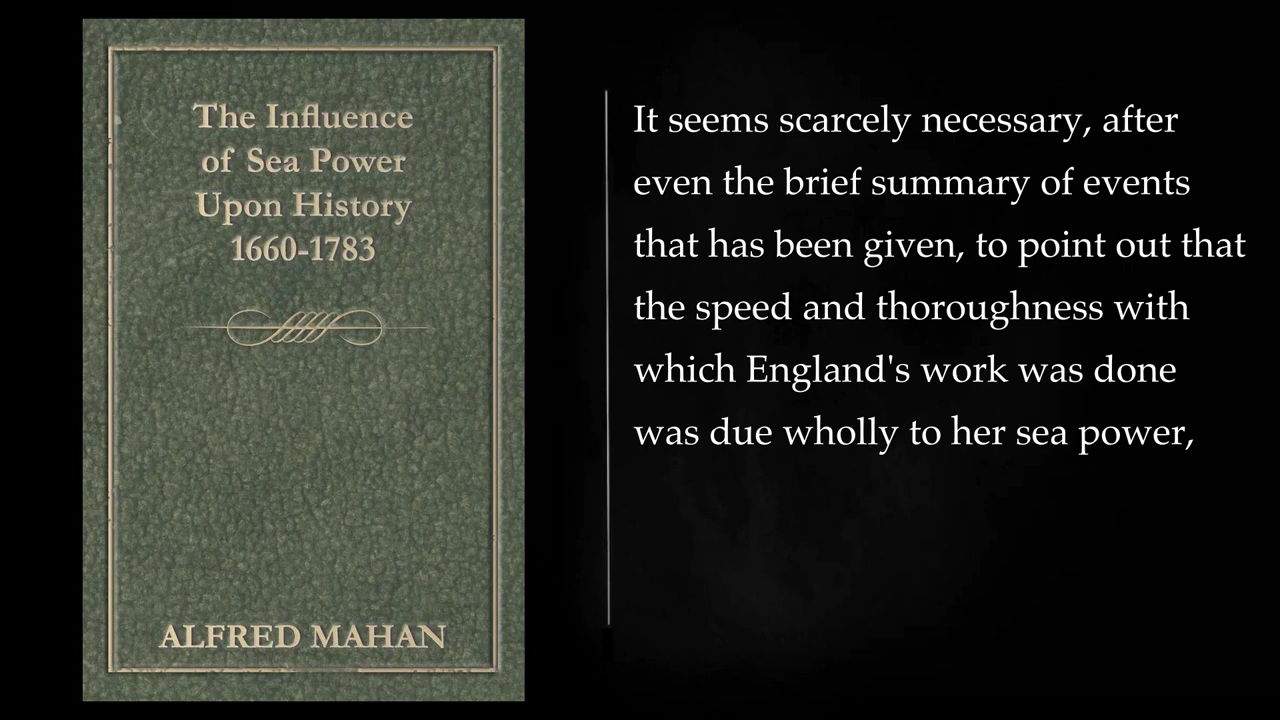 The Influence
of Sea Power
Upon History
1660-1783
ALFRED MAHAN
It seems scarcely necessary, after
even the brief summary of events
that has been given, to point out that
the speed and thoroughness with
which England's work was done
was due wholly to her sea power,